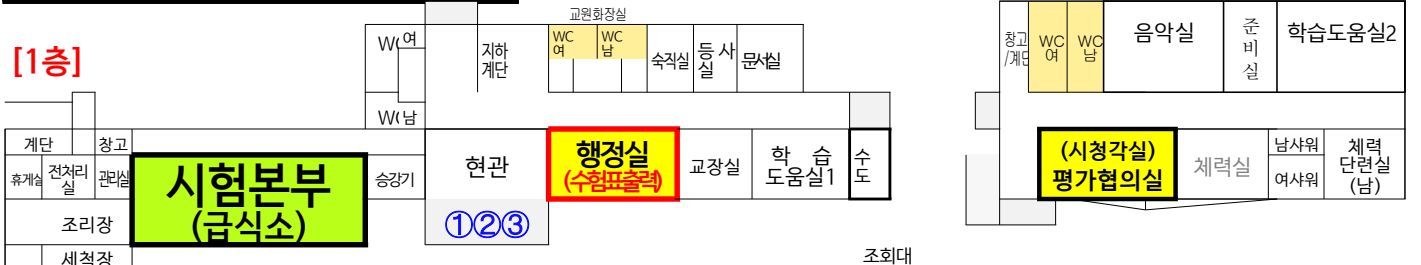 교원화장실
[1층]
WC 여
지하
계단
WC
여
WC
남
숙직실
등 사
실
문서실
창고
/계단
WC
여
WC
남
음악실
준
비
실
학습도움실2
WC 남
계단
창고
휴게실
전처리
실
관리실
시험본부
(급식소)
승강기
현관
행정실
(수험표출력)
교장실
학 습
도움실1
수
도
(시청각실)
평가협의실
체력실
남샤워
여샤워
체력
단련실
(남)
조리장
①②③
세척장
조회대